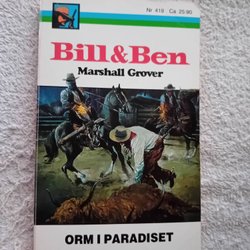 Nr 419 Ca 25:90
Bill & Ben
Marshall Grover
ORM I PARADISET